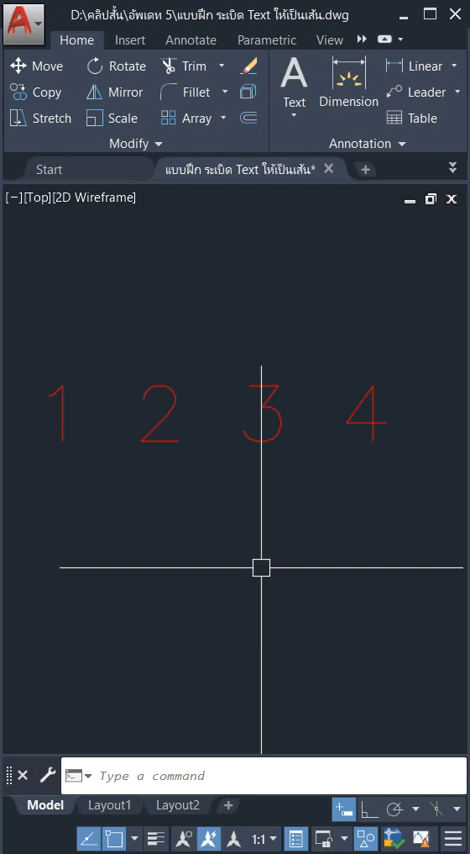 D:\คลิปสั้น\อัพเดท 5\แบบฝึก ระเบิด Text ให้เป็นเส้น.dwg
Home Insert Annotate Parametric View
Move Rotate Trim
Copy Mirror Fillet
Stretch Scale Array
Modify
Text Dimension
Linear
Leader
Table
Annotation
Start แบบฝึก ระเบิด Text ให้เป็นเส้น*
[−][Top][2D Wireframe]
1 2 3 4
Type a command
Model Layout1 Layout2
1:1